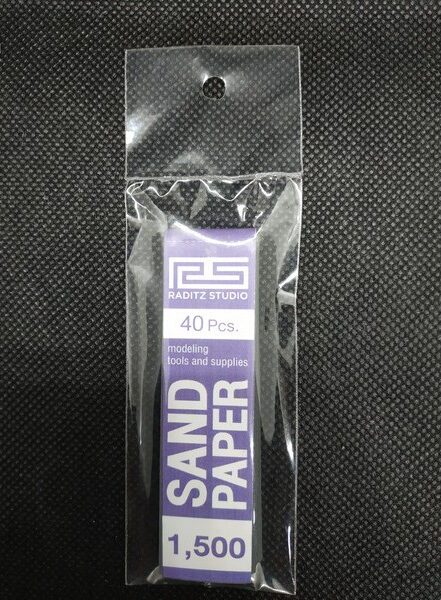 RADITZ STUDIO
40 Pcs.
modeling
tools and supplies
SAND
PAPER
1,500